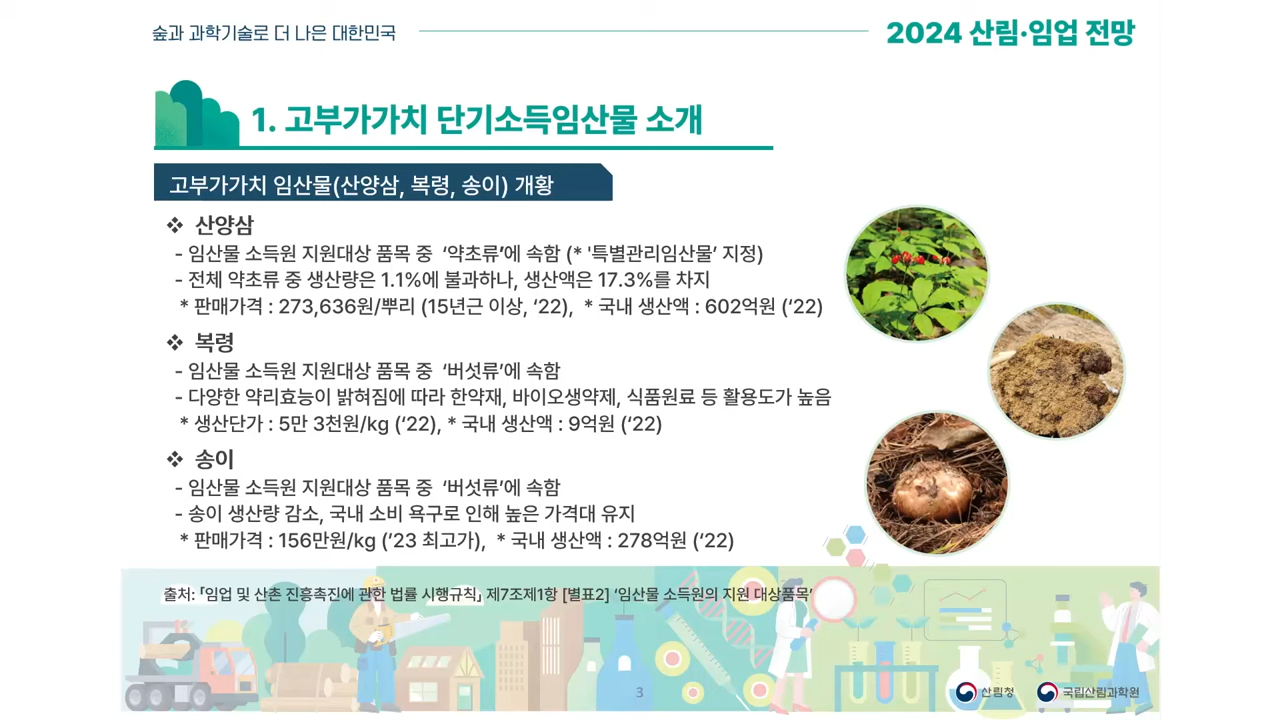 숲과 과학기술로 더 나은 대한민국
2024 산림·임업 전망
1. 고부가가치 단기소득임산물 소개
고부가가치 임산물(산양삼, 복령, 송이) 개황
❖ 산양삼
- 임산물 소득원 지원대상 품목 중 ‘약초류’에 속함 (* '특별관리임산물’ 지정)
- 전체 약초류 중 생산량은 1.1%에 불과하나, 생산액은 17.3%를 차지
* 판매가격 : 273,636원/뿌리 (15년근 이상, ‘22), * 국내 생산액 : 602억원 (‘22)
❖ 복령
- 임산물 소득원 지원대상 품목 중 ‘버섯류’에 속함
- 다양한 약리효능이 밝혀짐에 따라 한약재, 바이오생약제, 식품원료 등 활용도가 높음
* 생산단가 : 5만 3천원/kg (‘22), * 국내 생산액 : 9억원 (‘22)
❖ 송이
- 임산물 소득원 지원대상 품목 중 ‘버섯류’에 속함
- 송이 생산량 감소, 국내 소비 욕구로 인해 높은 가격대 유지
* 판매가격 : 156만원/kg (‘23 최고가), * 국내 생산액 : 278억원 (‘22)
출처: 「임업 및 산촌 진흥촉진에 관한 법률 시행규칙」 제7조제1항 [별표2] ‘임산물 소득원의 지원 대상품목’
3
산림청
국립산림과학원